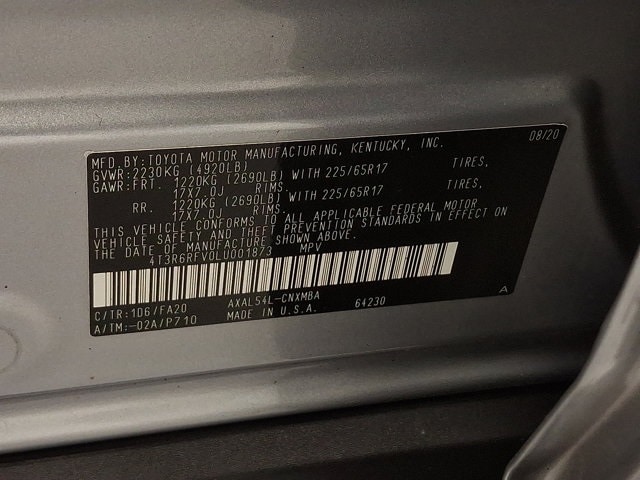 MFD.BY:TOYOTA MOTOR MANUFACTURING, KENTUCKY, INC. 08/20
GVWR:2230KG (4920LB)
GAWR:FRT. 1220KG (2690LB) WITH 225/65R17 TIRES,
17X7.0J RIMS.
RR. 1220KG (2690LB) WITH 225/65R17 TIRES,
17X7.0J RIMS.
THIS VEHICLE CONFORMS TO ALL APPLICABLE FEDERAL MOTOR
VEHICLE SAFETY AND THEFT PREVENTION STANDARDS IN EFFECT ON
THE DATE OF MANUFACTURE SHOWN ABOVE.
4T3R6RFV0LU001873 MPV
C/TR:1D6/FA20 AXAL54L-CNXMBA 64230
A/TM:-02A/P710 MADE IN U.S.A. A